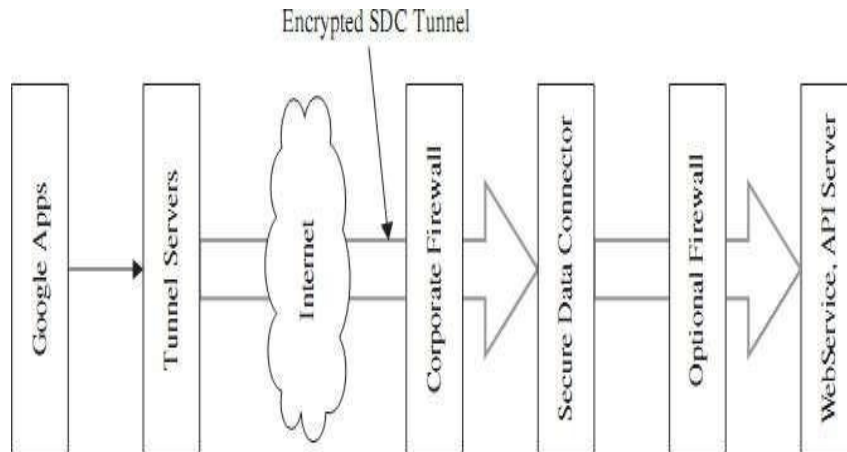 Encrypted SDC Tunnel
Google Apps
Tunnel Servers
Internet
Corporate Firewall
Secure Data Connector
Optional Firewall
WebService, API Server